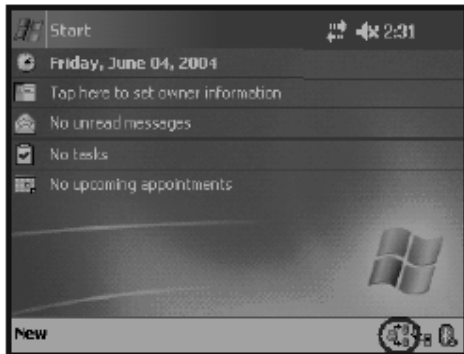 Start 2:31
Friday, June 04, 2004
Tap here to set owner information
No unread messages
No tasks
No upcoming appointments
New